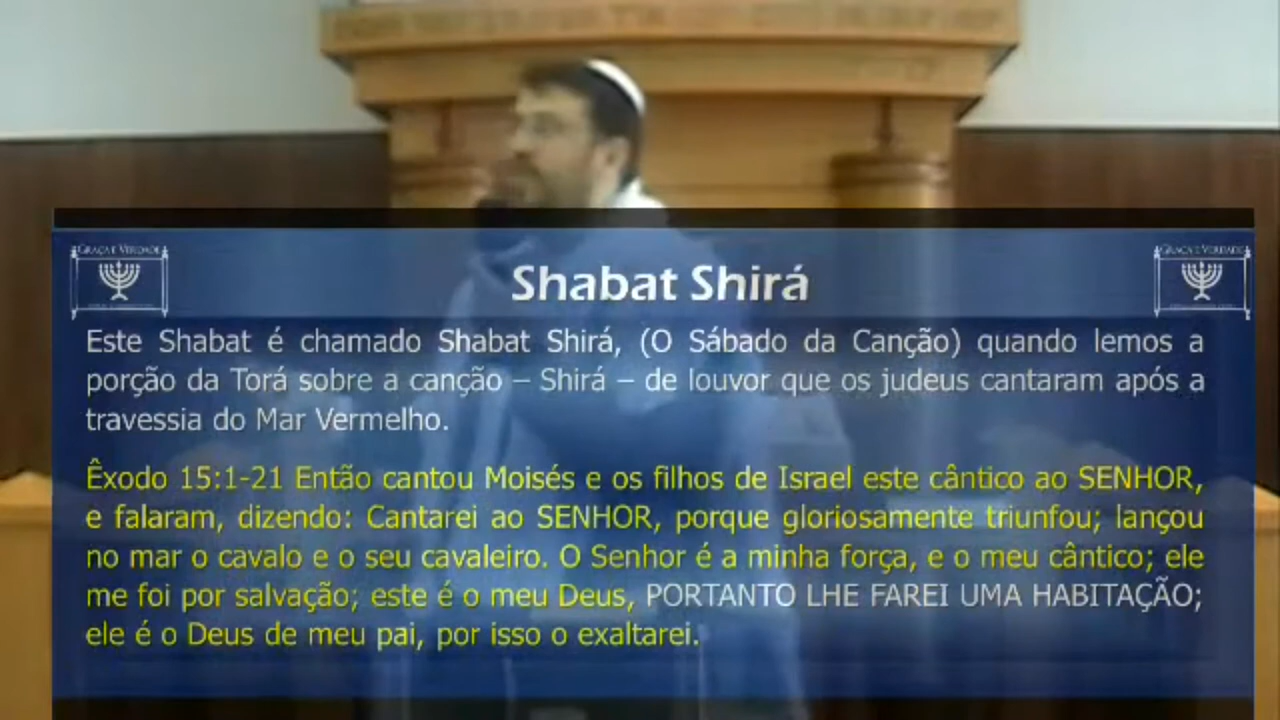 GRAÇA E VERDADE
GRAÇA E VERDADE
Shabat Shirá
Este Shabat é chamado Shabat Shirá, (O Sábado da Canção) quando lemos a
porção da Torá sobre a canção – Shirá – de louvor que os judeus cantaram após a
travessia do Mar Vermelho.
Êxodo 15:1-21 Então cantou Moisés e os filhos de Israel este cântico ao SENHOR,
e falaram, dizendo: Cantarei ao SENHOR, porque gloriosamente triunfou; lançou
no mar o cavalo e o seu cavaleiro. O Senhor é a minha força, e o meu cântico; ele
me foi por salvação; este é o meu Deus, PORTANTO LHE FAREI UMA HABITAÇÃO;
ele é o Deus de meu pai, por isso o exaltarei.